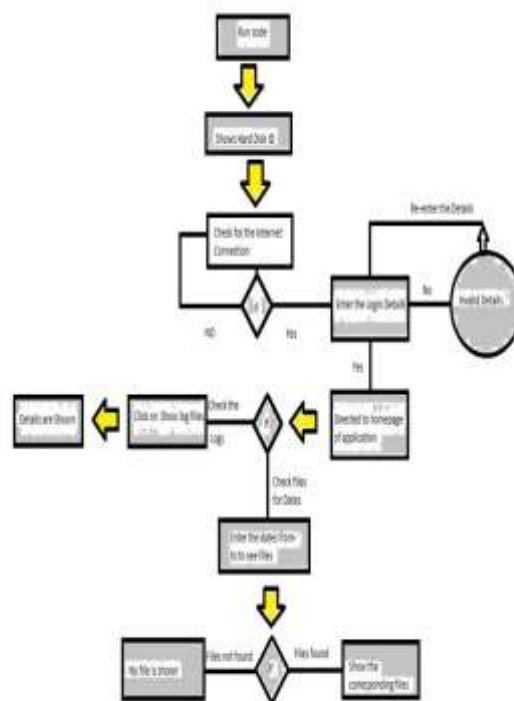 Run code
Shows Hard Disk ID
Check for the Internet
Connection
Re-enter the Details
NO
Yes
Enter the Login Details
No
Invalid Details
Yes
Details are Shown
Click on Show log files
Check the
Logs
Directed to homepage
of application
Check files
for Dates
Enter the dates from-
to to see files
No file is shown
Files not found
Files found
Show the
corresponding files